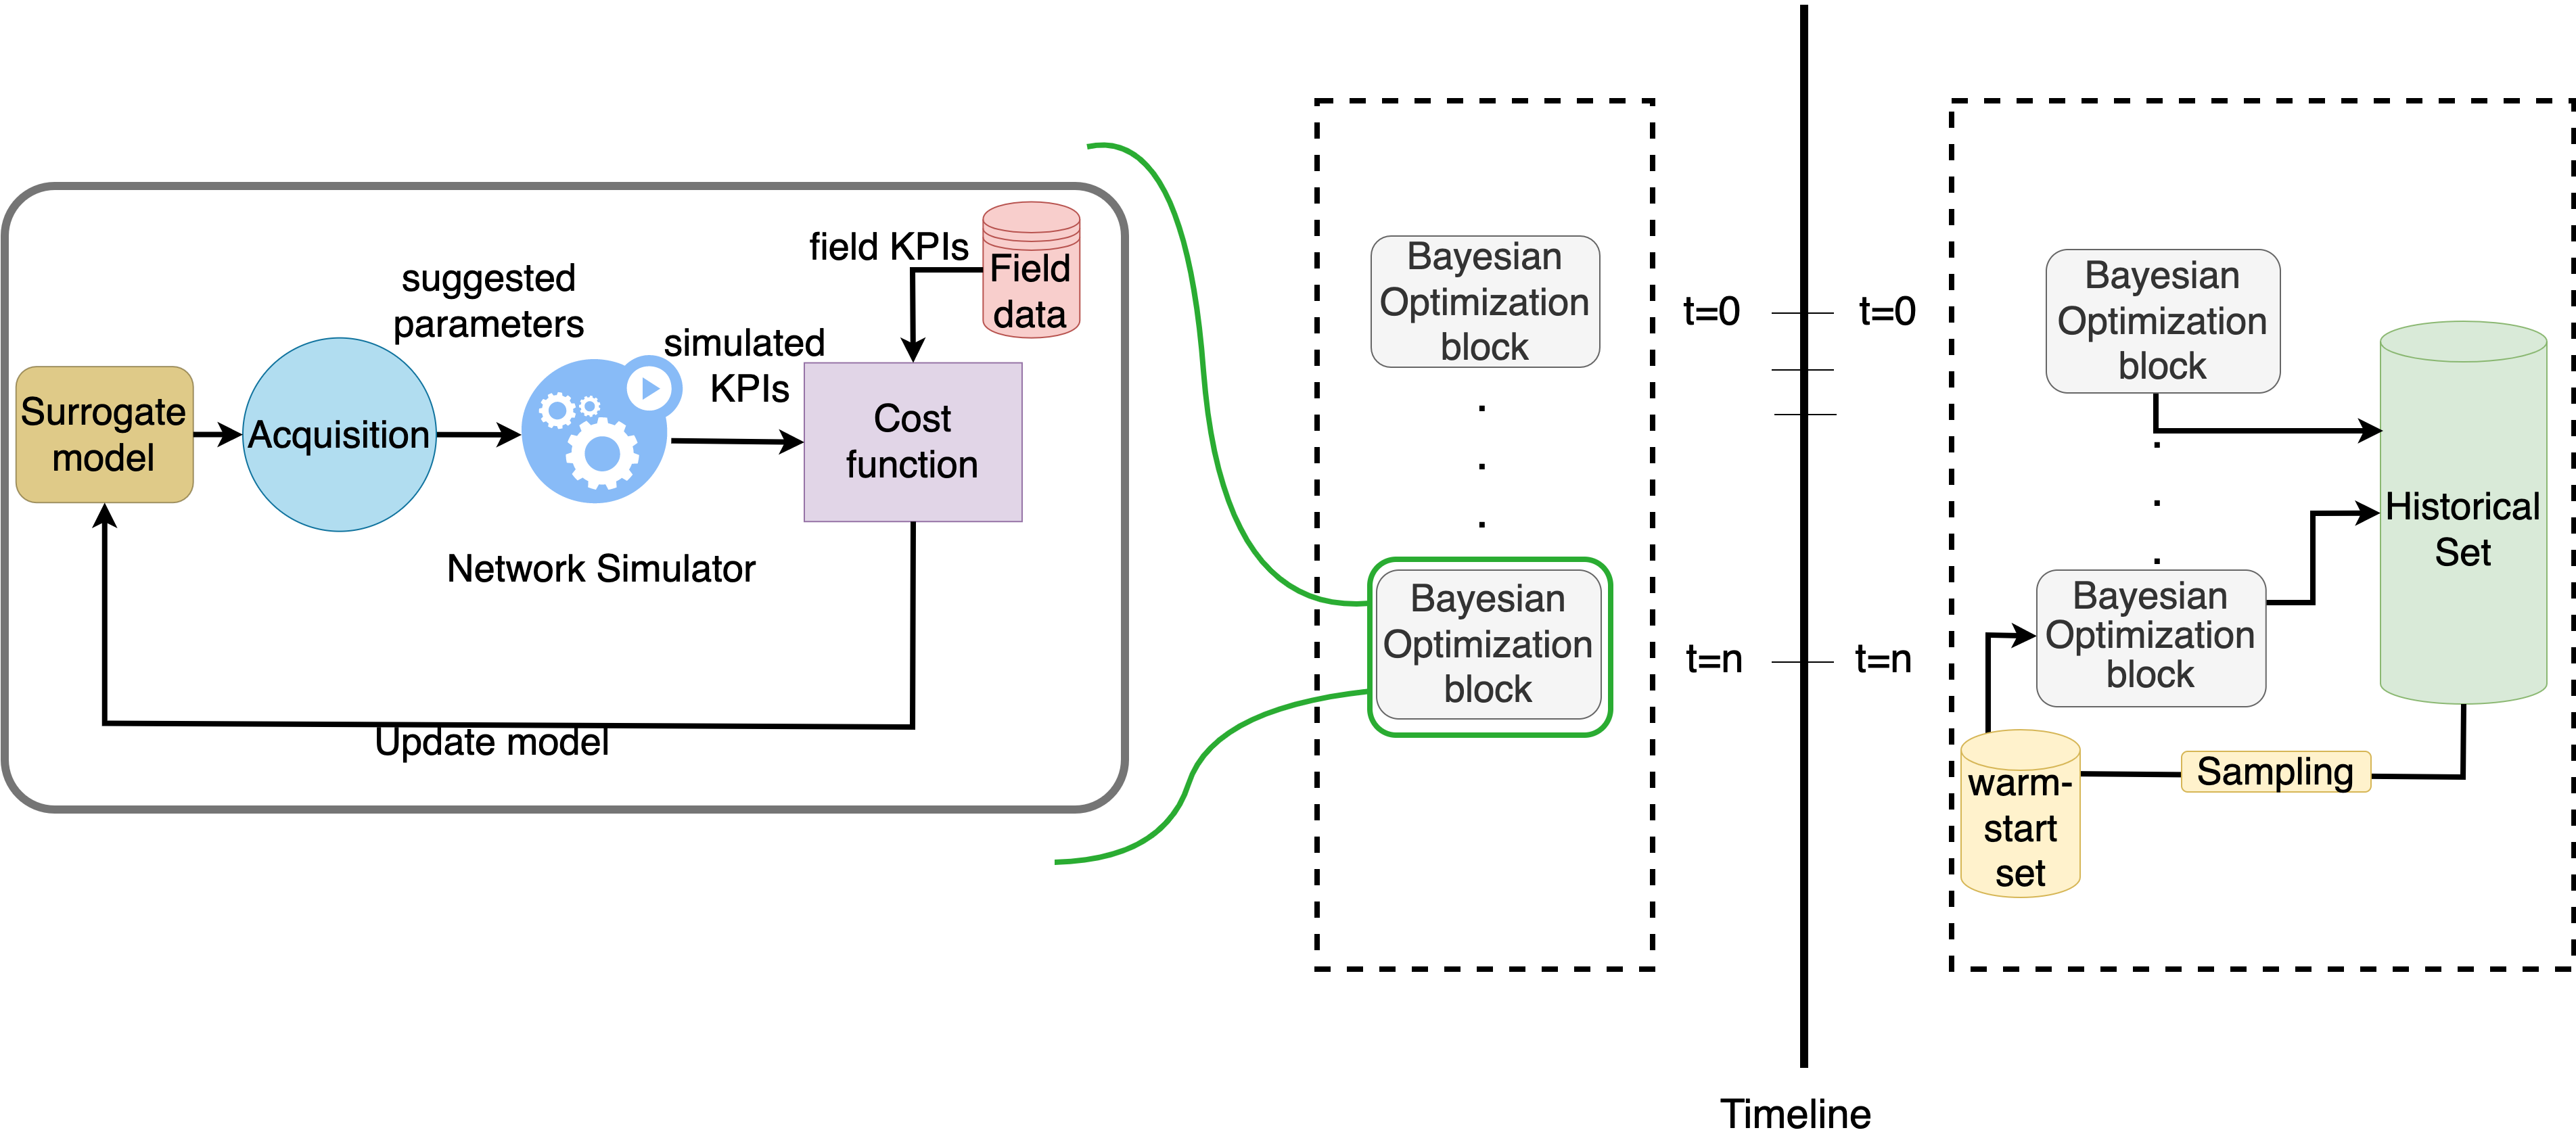 field KPIs
Field
data
suggested
parameters
simulated
KPIs
Surrogate
model
Acquisition
Cost
function
Network Simulator
Update model
Bayesian
Optimization
block
.
.
.
Bayesian
Optimization
block
t=0
t=0
t=n
t=n
Timeline
Bayesian
Optimization
block
.
.
.
Bayesian
Optimization
block
Historical
Set
Sampling
warm-
start
set